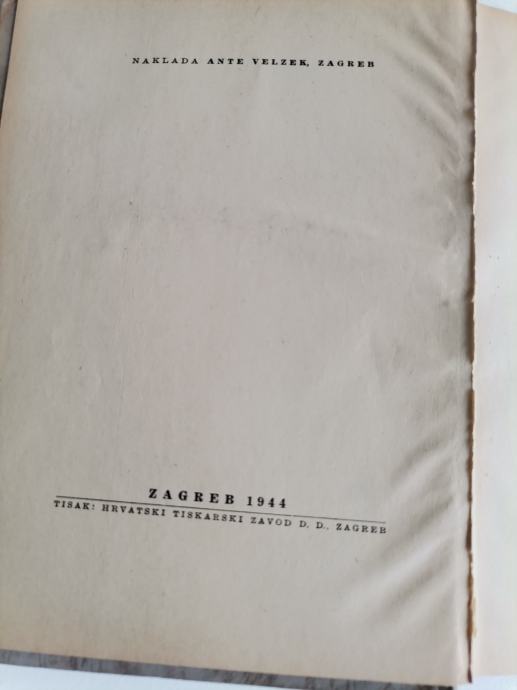 NAKLADA ANTE VELZEK, ZAGREB
ZAGREB 1944
TISAK: HRVATSKI TISKARSKI ZAVOD D. D., ZAGREB